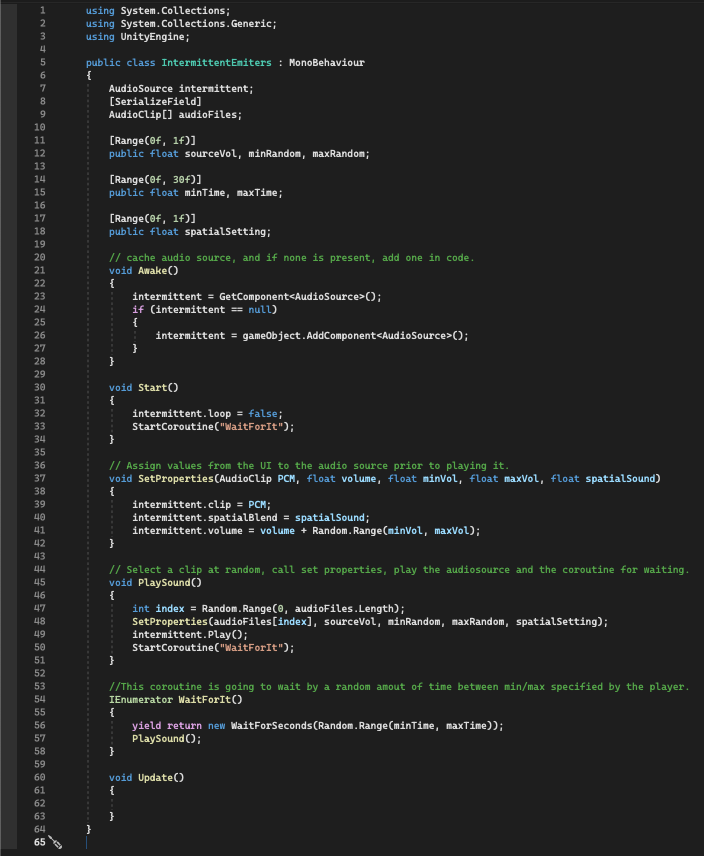 1 using System.Collections;
2 using System.Collections.Generic;
3 using UnityEngine;
4
5 public class IntermittentEmiters : MonoBehaviour
6 {
7 AudioSource intermittent;
8 [SerializeField]
9 AudioClip[] audioFiles;
10
11 [Range(0f, 1f)]
12 public float sourceVol, minRandom, maxRandom;
13
14 [Range(0f, 30f)]
15 public float minTime, maxTime;
16
17 [Range(0f, 1f)]
18 public float spatialSetting;
19
20 // cache audio source, and if none is present, add one in code.
21 void Awake()
22 {
23 intermittent = GetComponent<AudioSource>();
24 if (intermittent == null)
25 {
26 intermittent = gameObject.AddComponent<AudioSource>();
27 }
28 }
29
30 void Start()
31 {
32 intermittent.loop = false;
33 StartCoroutine("WaitForIt");
34 }
35
36 // Assign values from the UI to the audio source prior to playing it.
37 void SetProperties(AudioClip PCM, float volume, float minVol, float maxVol, float spatialSound)
38 {
39 intermittent.clip = PCM;
40 intermittent.spatialBlend = spatialSound;
41 intermittent.volume = volume + Random.Range(minVol, maxVol);
42 }
43
44 // Select a clip at random, call set properties, play the audiosource and the coroutine for waiting.
45 void PlaySound()
46 {
47 int index = Random.Range(0, audioFiles.Length);
48 SetProperties(audioFiles[index], sourceVol, minRandom, maxRandom, spatialSetting);
49 intermittent.Play();
50 StartCoroutine("WaitForIt");
51 }
52
53 //This coroutine is going to wait by a random amout of time between min/max specified by the player.
54 IEnumerator WaitForIt()
55 {
56 yield return new WaitForSeconds(Random.Range(minTime, maxTime));
57 PlaySound();
58 }
59
60 void Update()
61 {
62
63 }
64 }
65